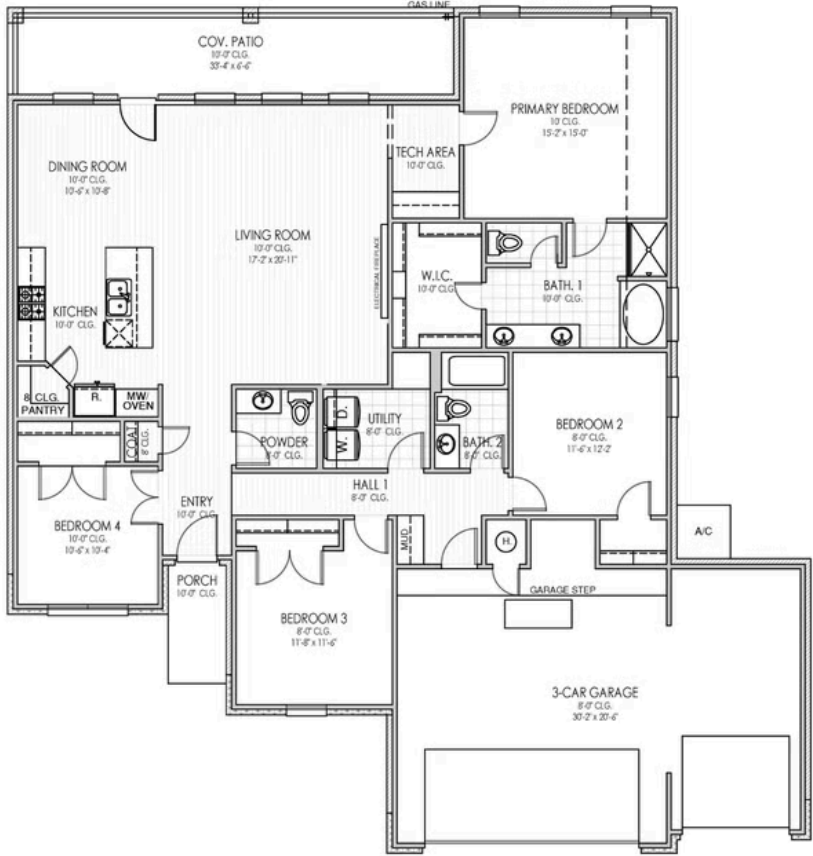 GAS LINE
COV. PATIO
10'-0" CLG.
33'-4" x 6'-6"
PRIMARY BEDROOM
10' CLG.
15'-2" x 15'-0"
TECH AREA
10'-0" CLG.
DINING ROOM
10'-0" CLG.
10'-6" x 10'-8"
LIVING ROOM
10'-0" CLG.
17'-2" x 20'-11"
ELECTRICAL FIREPLACE
W.I.C.
10'-0" CLG
BATH. 1
10'-0" CLG.
KITCHEN
10'-0" CLG.
8' CLG.
PANTRY
R.
MW/
OVEN
COAT
8' CLG.
POWDER
8'-0" CLG.
D.
W.
UTILITY
8'-0" CLG.
BATH. 2
8'-0" CLG.
BEDROOM 2
8'-0" CLG.
11'-6" x 12'-2"
HALL 1
8'-0" CLG.
ENTRY
10'-0" CLG.
BEDROOM 4
10'-0" CLG.
10'-6" x 10'-4"
MUD
H.
A/C
PORCH
10'-0" CLG.
GARAGE STEP
BEDROOM 3
8'-0" CLG.
11'-8" x 11'-6"
3-CAR GARAGE
8'-0" CLG.
30'-2" x 20'-6"